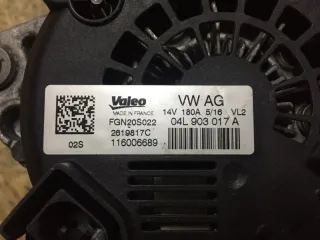 Valeo
MADE IN FRANCE
VW AG
14V 180A 5/16 VL2
FGN20S022
04L 903 017 A
2619817C
02S
116006689